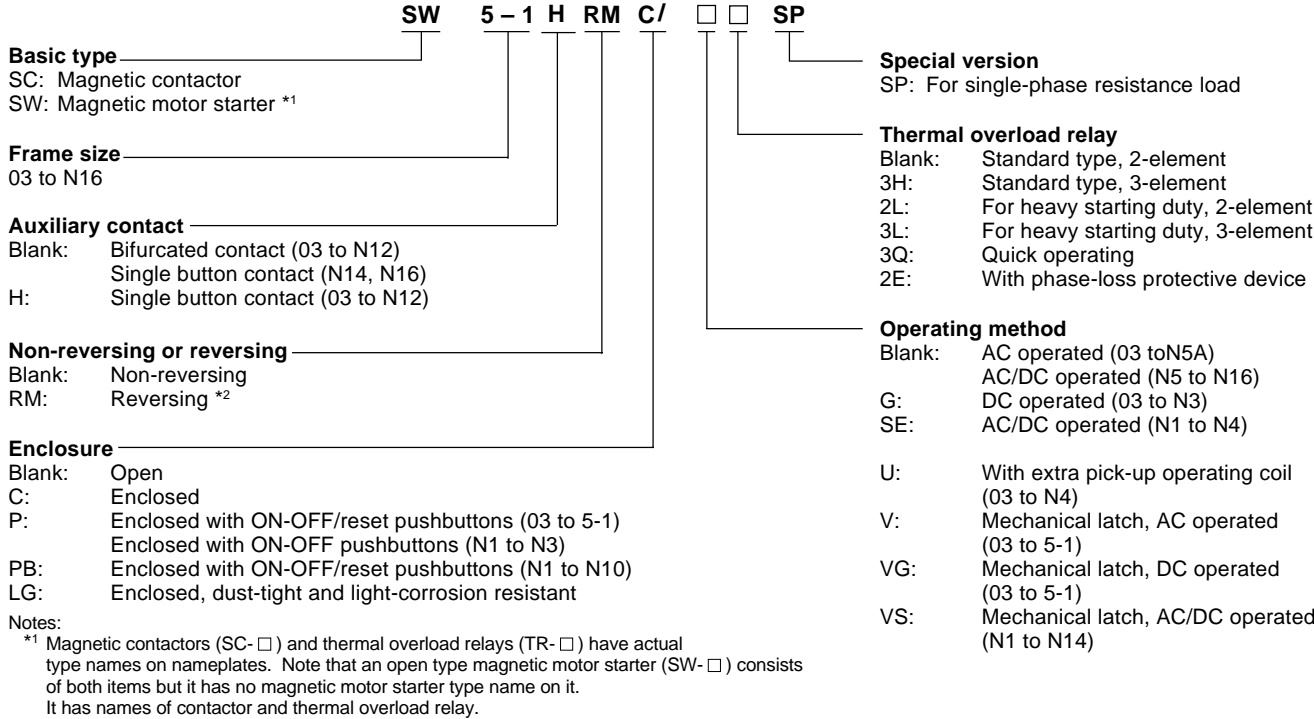 SW 5 – 1 H RM C/ □ □ SP
Basic type
SC: Magnetic contactor
SW: Magnetic motor starter *1
Frame size
03 to N16
Auxiliary contact
Blank: Bifurcated contact (03 to N12)
Single button contact (N14, N16)
H: Single button contact (03 to N12)
Non-reversing or reversing
Blank: Non-reversing
RM: Reversing *2
Enclosure
Blank: Open
C: Enclosed
P: Enclosed with ON-OFF/reset pushbuttons (03 to 5-1)
Enclosed with ON-OFF pushbuttons (N1 to N3)
PB: Enclosed with ON-OFF/reset pushbuttons (N1 to N10)
LG: Enclosed, dust-tight and light-corrosion resistant
Notes:
*1 Magnetic contactors (SC- □ ) and thermal overload relays (TR- □ ) have actual
type names on nameplates. Note that an open type magnetic motor starter (SW- □ ) consists
of both items but it has no magnetic motor starter type name on it.
It has names of contactor and thermal overload relay.
Special version
SP: For single-phase resistance load
Thermal overload relay
Blank: Standard type, 2-element
3H: Standard type, 3-element
2L: For heavy starting duty, 2-element
3L: For heavy starting duty, 3-element
3Q: Quick operating
2E: With phase-loss protective device
Operating method
Blank: AC operated (03 toN5A)
AC/DC operated (N5 to N16)
G: DC operated (03 to N3)
SE: AC/DC operated (N1 to N4)
U: With extra pick-up operating coil
(03 to N4)
V: Mechanical latch, AC operated
(03 to 5-1)
VG: Mechanical latch, DC operated
(03 to 5-1)
VS: Mechanical latch, AC/DC operated
(N1 to N14)